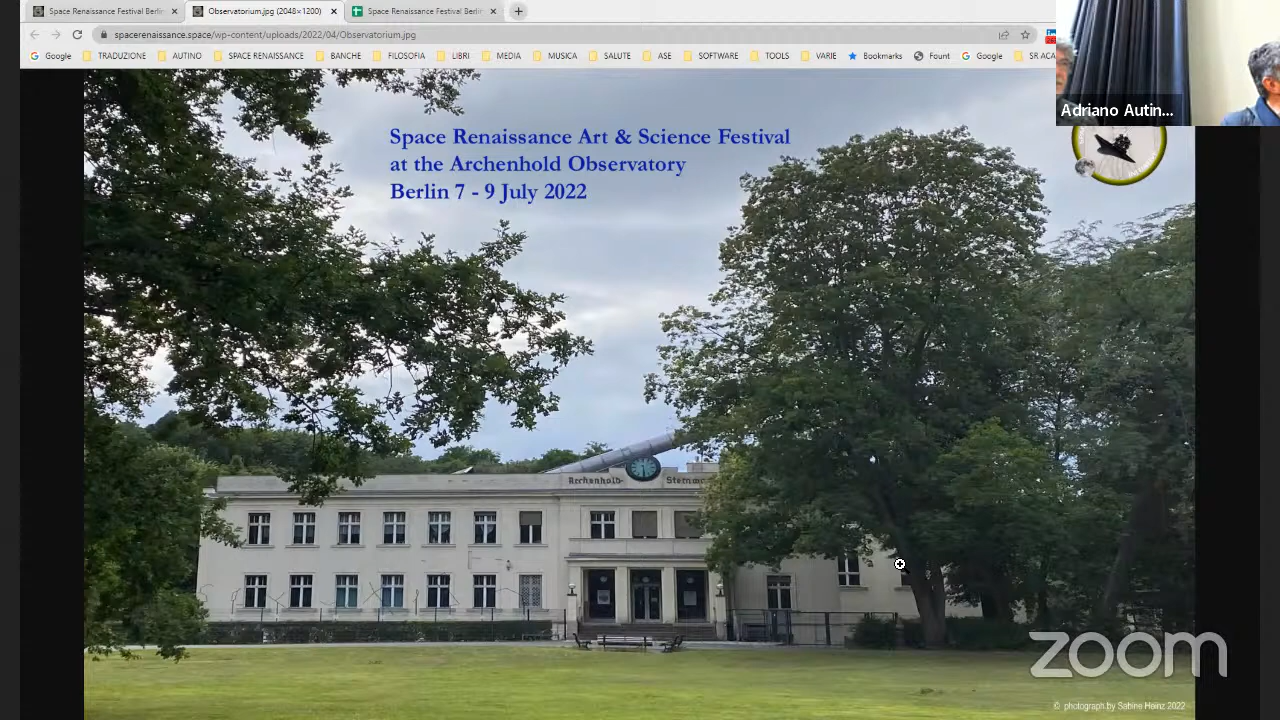 Space Renaissance Festival Berlin
Observatorium.jpg (2048×1200)
Space Renaissance Festival Berlin
spacerenaissance.space/wp-content/uploads/2022/04/Observatorium.jpg
Google TRADUZIONE AUTINO SPACE RENAISSANCE BANCHE FILOSOFIA LIBRI MEDIA MUSICA SALUTE ASE SOFTWARE TOOLS VARIE Bookmarks Fount Google SR ACA
Adriano Autin...
Space Renaissance Art & Science Festival
at the Archenhold Observatory
Berlin 7 - 9 July 2022
Archenhold- Sternw
zoom
© photograph by Sabine Heinz 2022